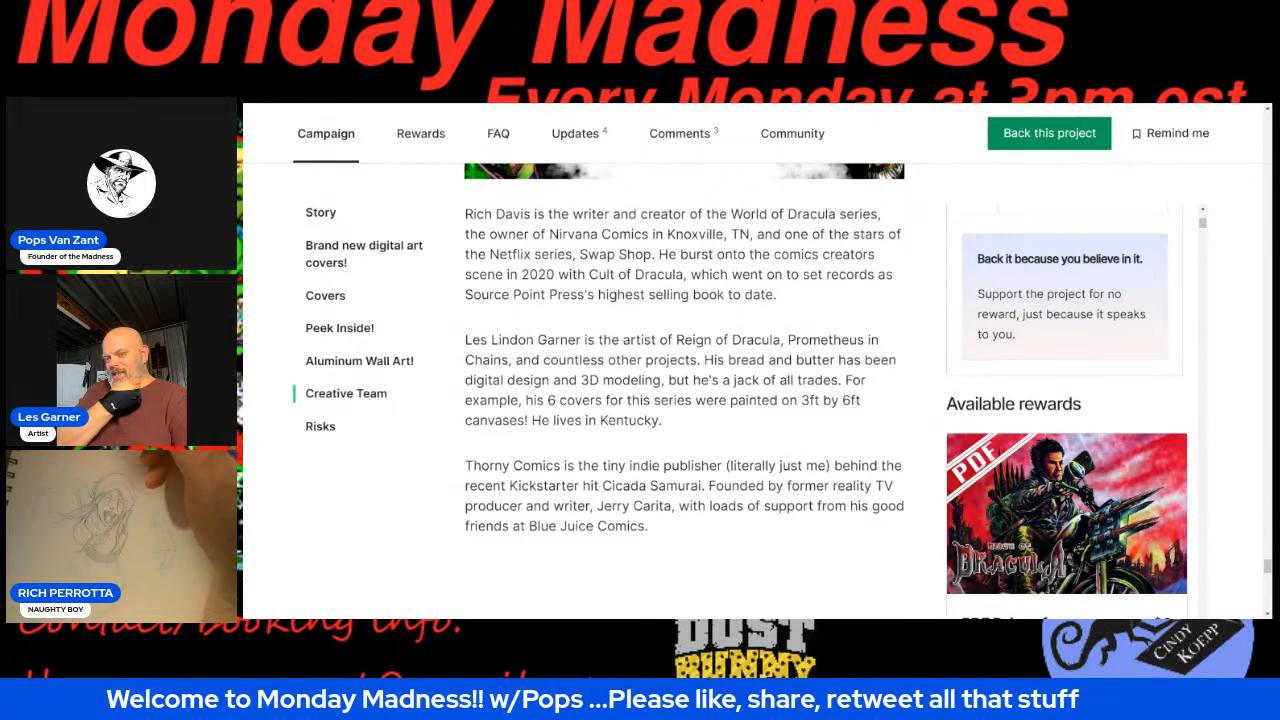 Monday Madness
Every Monday at 3pm est
Pops Van Zant
Founder of the Madness
Les Garner
Artist
RICH PERROTTA
NAUGHTY BOY
Campaign
Rewards
FAQ
Updates 4
Comments 3
Community
Back this project
Remind me
Story
Brand new digital art
covers!
Covers
Peek Inside!
Aluminum Wall Art!
Creative Team
Risks
Rich Davis is the writer and creator of the World of Dracula series,
the owner of Nirvana Comics in Knoxville, TN, and one of the stars of
the Netflix series, Swap Shop. He burst onto the comics creators
scene in 2020 with Cult of Dracula, which went on to set records as
Source Point Press's highest selling book to date.
Les Lindon Garner is the artist of Reign of Dracula, Prometheus in
Chains, and countless other projects. His bread and butter has been
digital design and 3D modeling, but he's a jack of all trades. For
example, his 6 covers for this series were painted on 3ft by 6ft
canvases! He lives in Kentucky.
Thorny Comics is the tiny indie publisher (literally just me) behind the
recent Kickstarter hit Cicada Samurai. Founded by former reality TV
producer and writer, Jerry Carita, with loads of support from his good
friends at Blue Juice Comics.
Back it because you believe in it.
Support the project for no
reward, just because it speaks
to you.
Available rewards
PDF
DRACULA
Contact/Booking info:
DUST
BUNNY
CINDY
KOEPP
Welcome to Monday Madness!! w/Pops ...Please like, share, retweet all that stuff